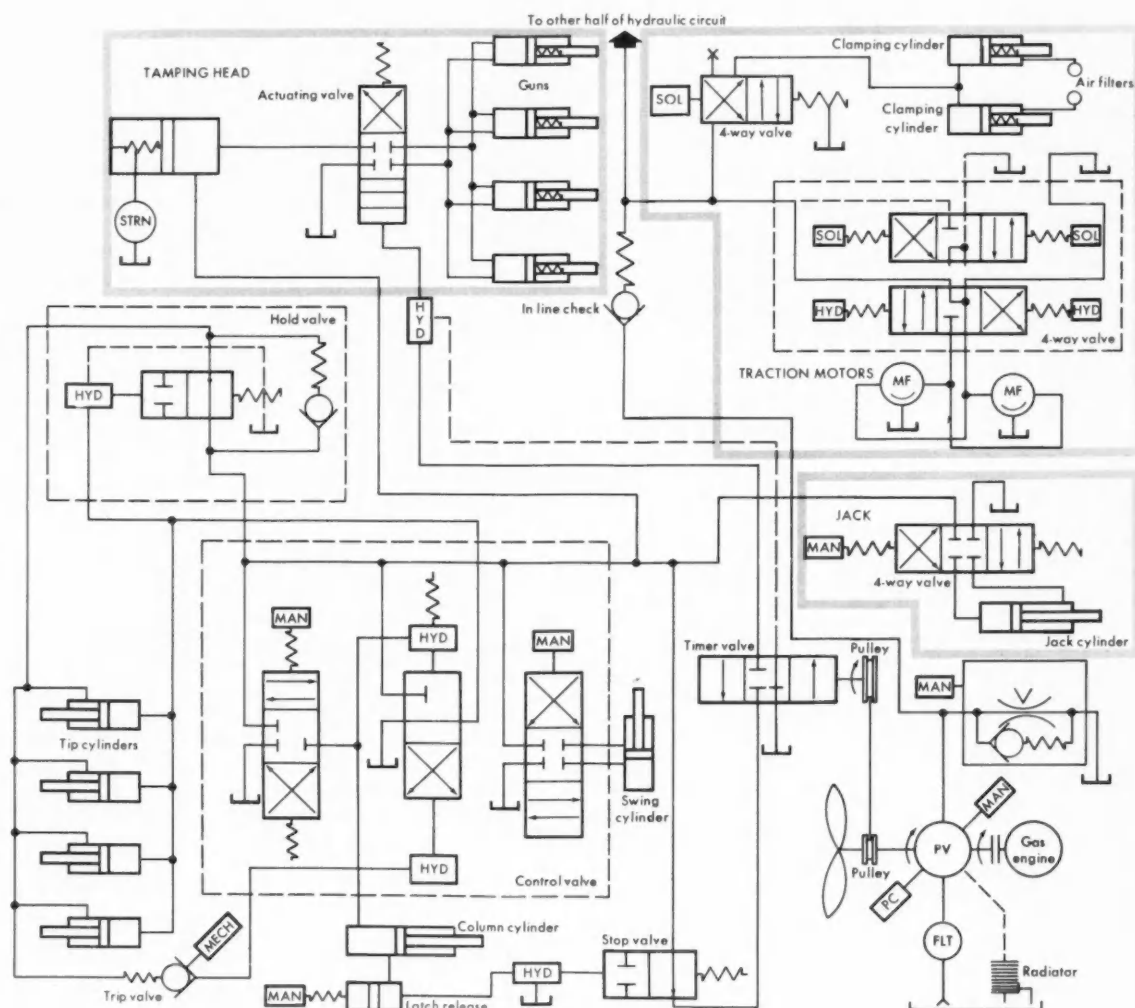 To other half of hydraulic circuit
TAMPING HEAD
Actuating valve
Guns
STRN
HYD
SOL
4-way valve
Clamping cylinder
Clamping
cylinder
Air filters
SOL
SOL
HYD
HYD
4-way valve
In line check
TRACTION MOTORS
MF
MF
Hold valve
HYD
JACK
MAN
4-way valve
Jack cylinder
MAN
HYD
MAN
Timer valve
Pulley
MAN
V
Tip cylinders
Swing
cylinder
HYD
Control valve
MAN
PV
Gas
engine
Pulley
PC
MECH
Trip valve
Column cylinder
Stop valve
HYD
FLT
Radiator
MAN
Latch release